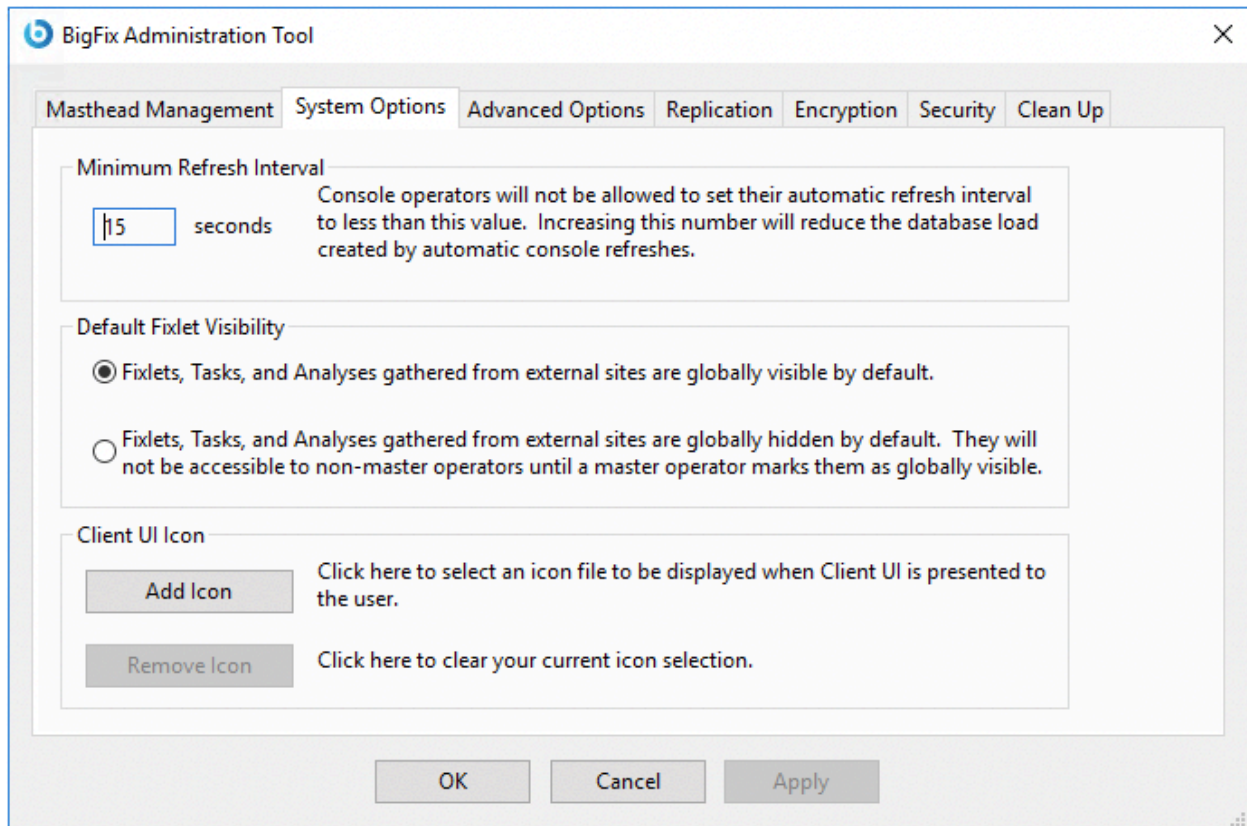 BigFix Administration Tool
Masthead Management System Options Advanced Options Replication Encryption Security Clean Up
Minimum Refresh Interval
15 seconds
Console operators will not be allowed to set their automatic refresh interval
to less than this value.  Increasing this number will reduce the database load
created by automatic console refreshes.
Default Fixlet Visibility
Fixlets, Tasks, and Analyses gathered from external sites are globally visible by default.
Fixlets, Tasks, and Analyses gathered from external sites are globally hidden by default.  They will
not be accessible to non-master operators until a master operator marks them as globally visible.
Client UI Icon
Add Icon
Click here to select an icon file to be displayed when Client UI is presented to
the user.
Remove Icon
Click here to clear your current icon selection.
OK Cancel Apply